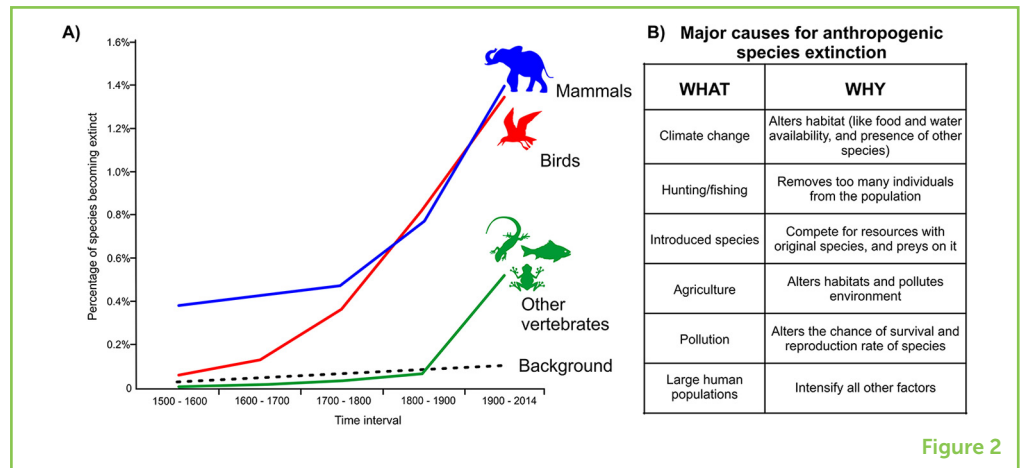 A)
Percentage of species becoming extinct
1.6%
1.4%
1.2%
1.0%
0.8%
0.6%
0.4%
0.2%
0
Mammals
Birds
Other
vertebrates
Background
1500 - 1600
1600 - 1700
1700 - 1800
1800 - 1900
1900 - 2014
Time interval
B) Major causes for anthropogenic
species extinction
WHAT
WHY
Climate change
Alters habitat (like food and water
availability, and presence of other
species)
Hunting/fishing
Removes too many individuals
from the population
Introduced species
Compete for resources with
original species, and preys on it
Agriculture
Alters habitats and pollutes
environment
Pollution
Alters the chance of survival and
reproduction rate of species
Large human
populations
Intensify all other factors
Figure 2